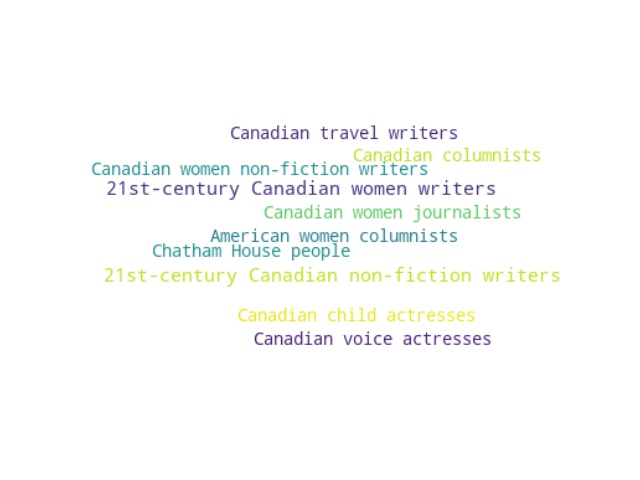 Canadian travel writers
Canadian columnists
Canadian women non-fiction writers
21st-century Canadian women writers
Canadian women journalists
American women columnists
Chatham House people
21st-century Canadian non-fiction writers
Canadian child actresses
Canadian voice actresses